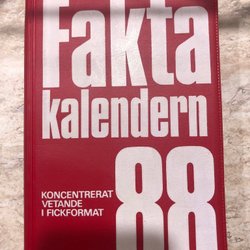 Fakta
kalendern
88
KONCENTRERAT
VETANDE
I FICKFORMAT